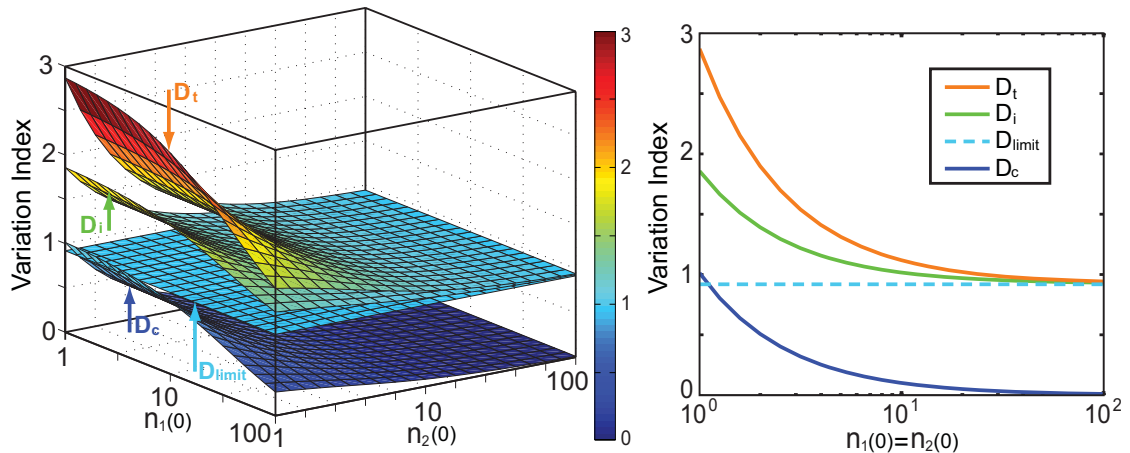 Variation Index
3
2
1
0
1
10
100
n1(0)
1
10
100
n2(0)
Dt
Di
Dc
Dlimit
3
2
1
0
Variation Index
3
2
1
0
10^0
10^1
10^2
n1(0)=n2(0)
Dt
Di
Dlimit
Dc